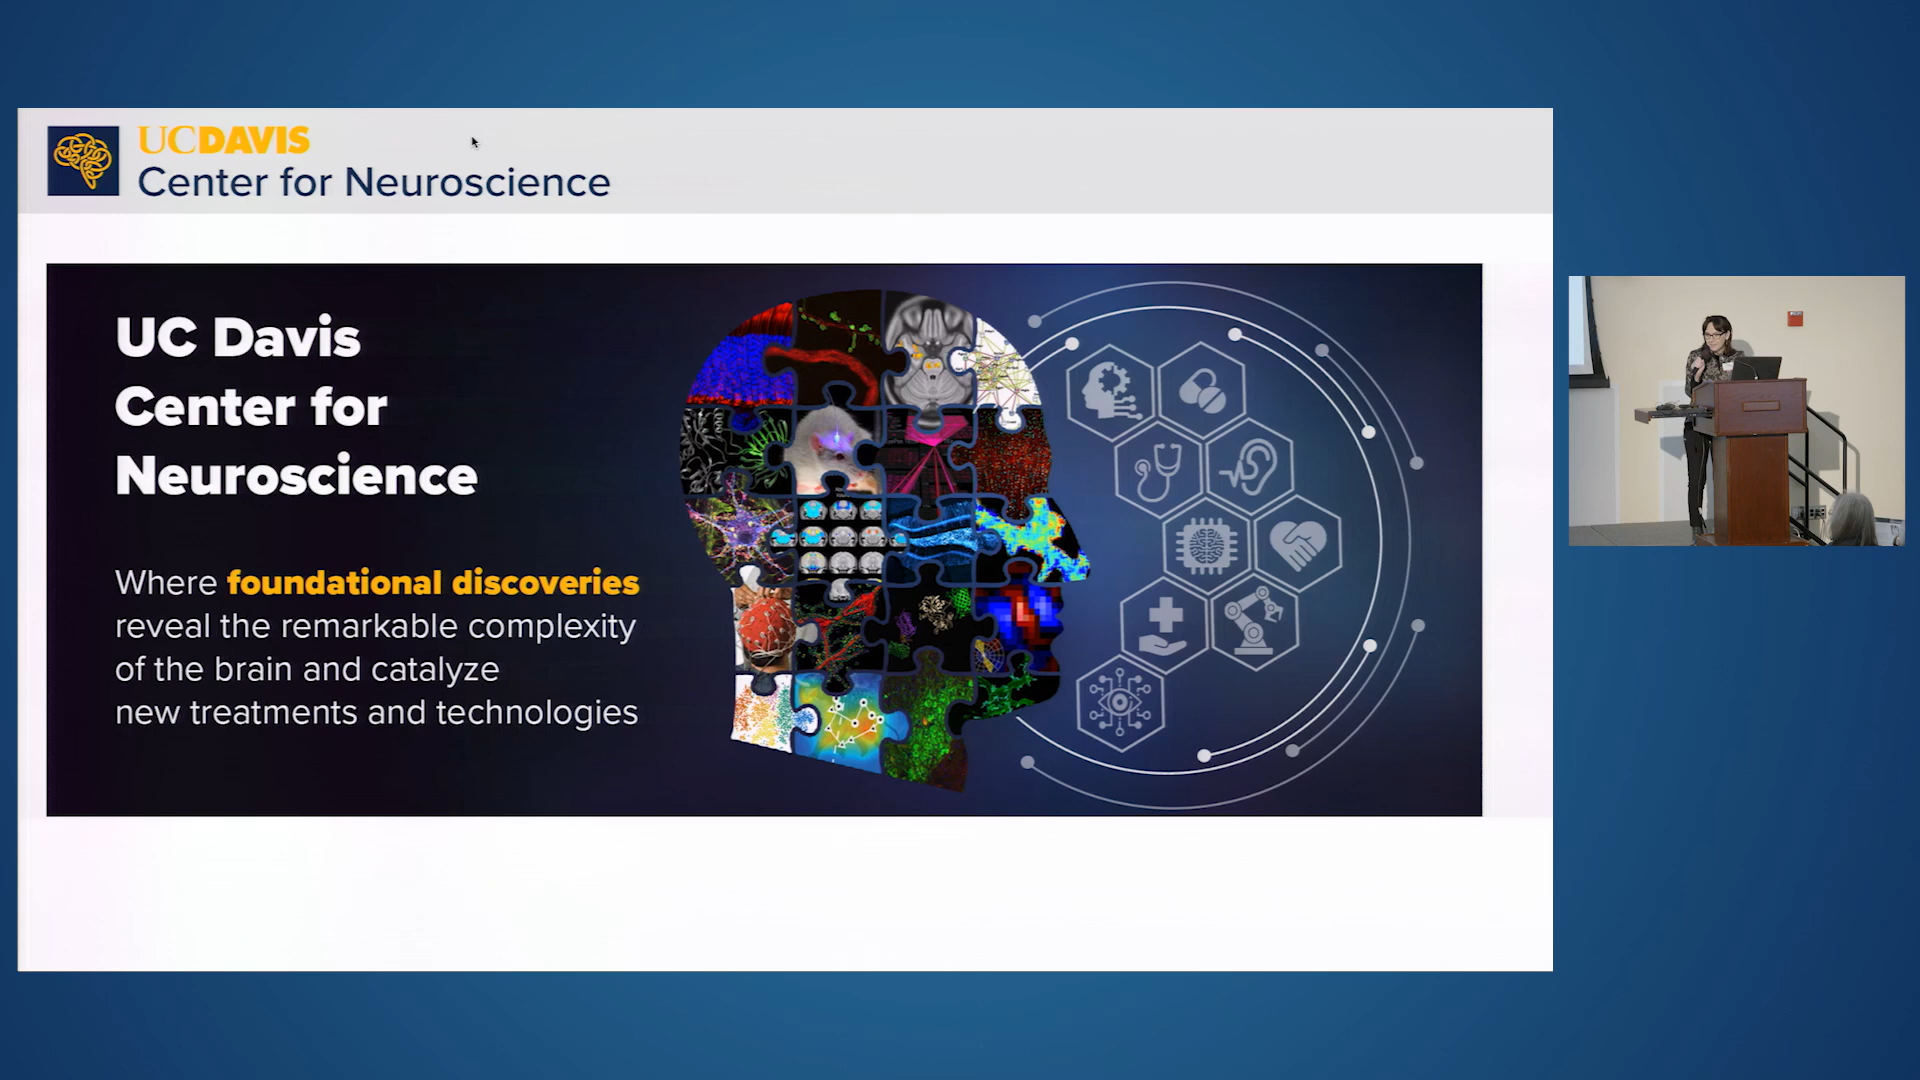 UCDAVIS
Center for Neuroscience
UC Davis
Center for
Neuroscience
Where foundational discoveries
reveal the remarkable complexity
of the brain and catalyze
new treatments and technologies